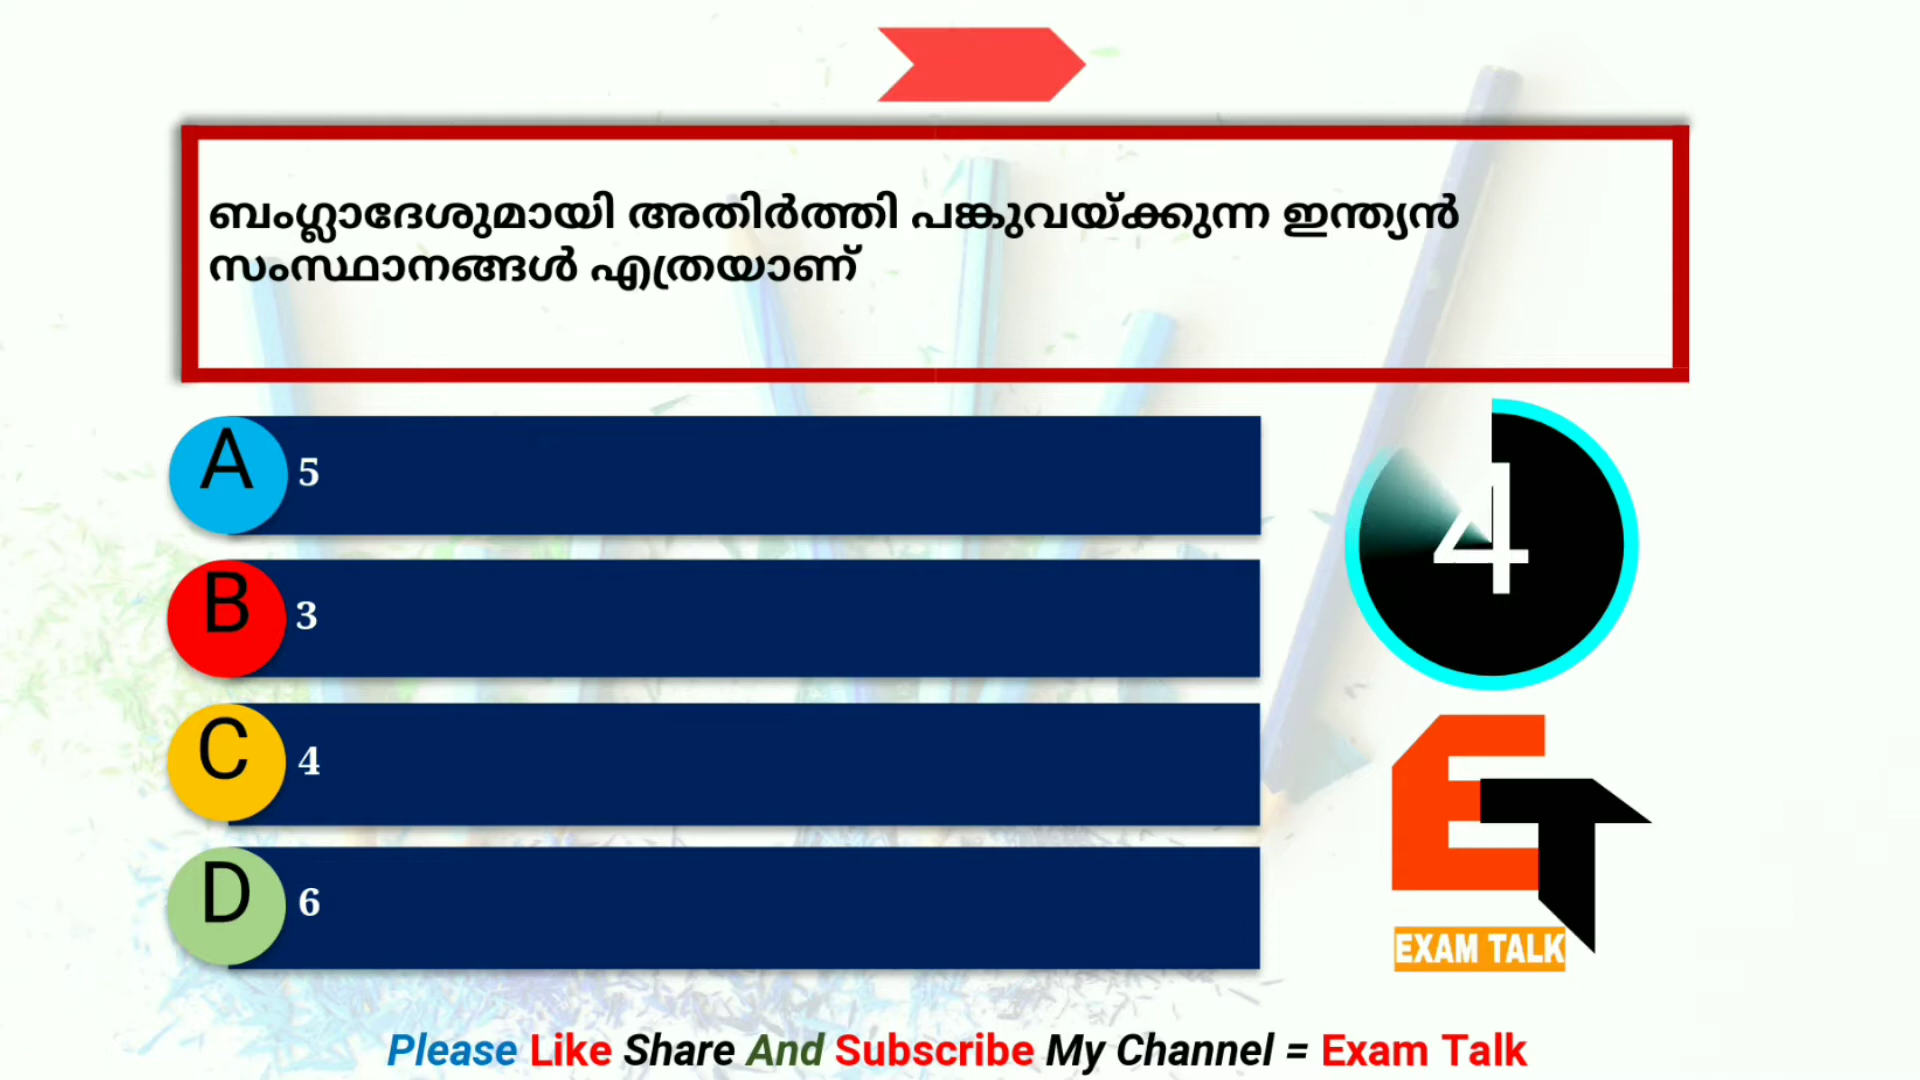 ബംഗ്ലാദേശുമായി അതിർത്തി പങ്കുവയ്ക്കുന്ന ഇന്ത്യൻ
സംസ്ഥാനങ്ങൾ എത്രയാണ്
A 5
B 3
C 4
D 6
4
ET
EXAM TALK
Please Like Share And Subscribe My Channel = Exam Talk